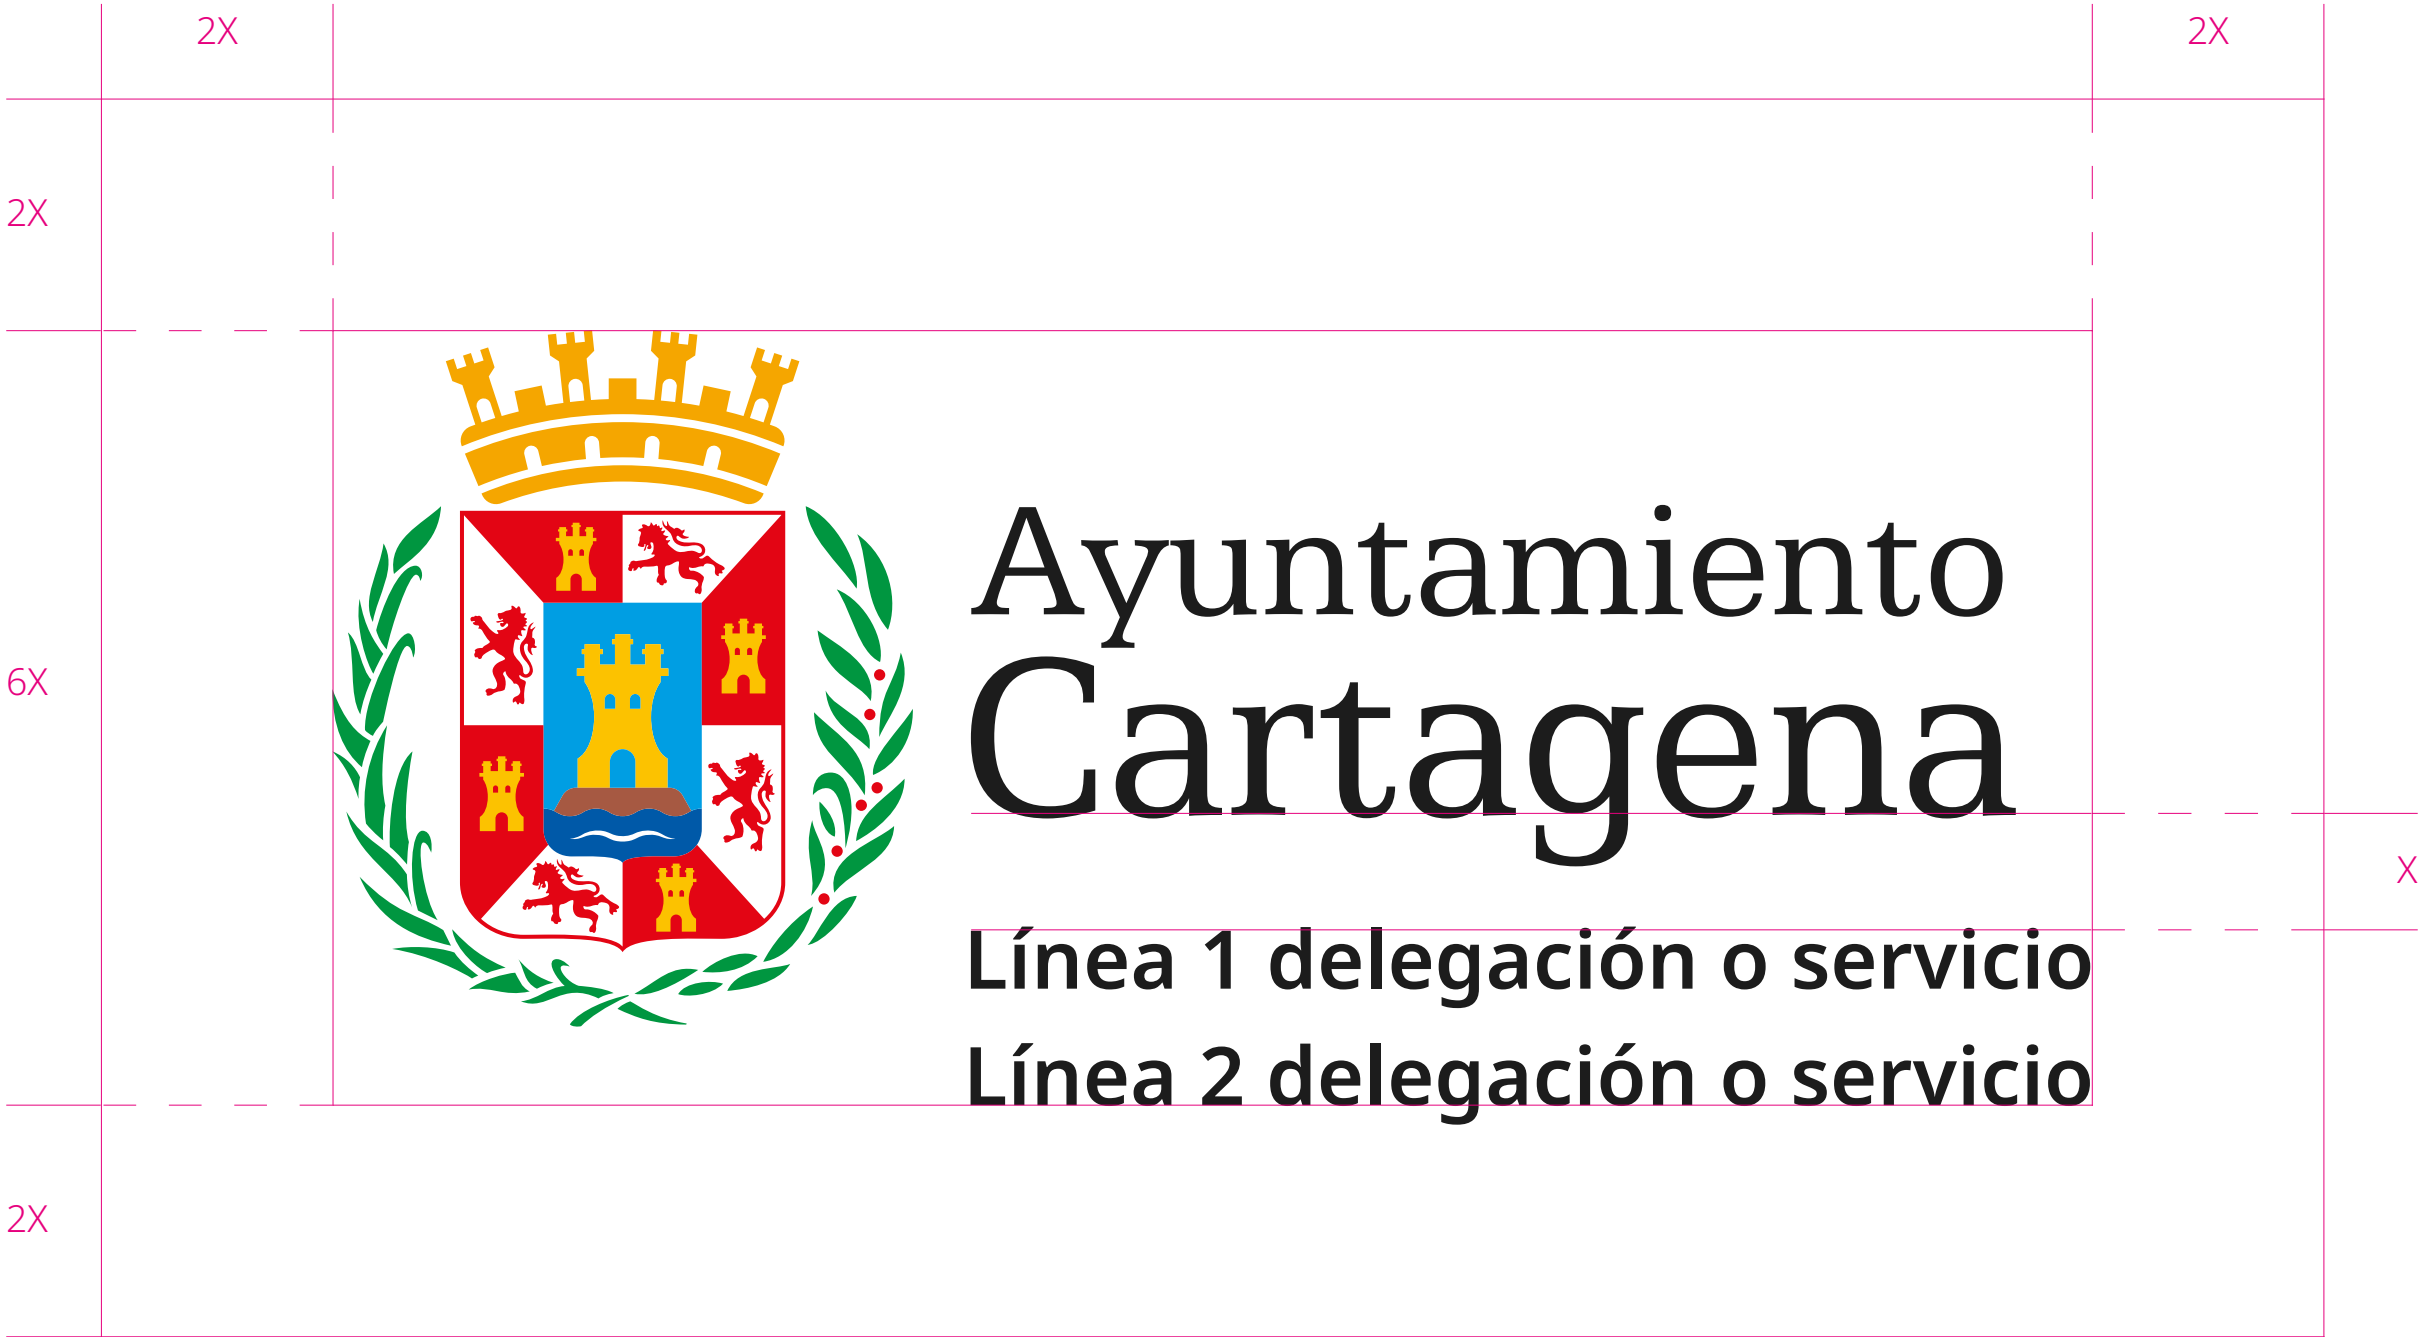 2X 2X
2X
6X
Ayuntamiento
Cartagena
X
Línea 1 delegación o servicio
Línea 2 delegación o servicio
2X